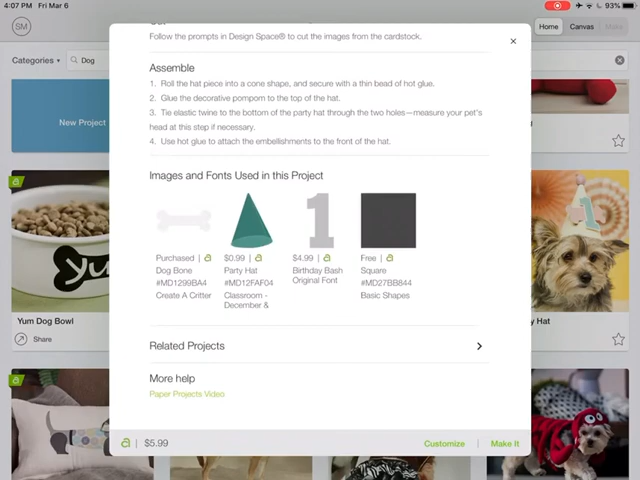 4:07 PM Fri Mar 6
93%
SM
Home
Canvas
Make
Categories
Dog
Follow the prompts in Design Space® to cut the images from the cardstock.
Assemble
1. Roll the hat piece into a cone shape, and secure with a thin bead of hot glue.
2. Glue the decorative pompom to the top of the hat.
3. Tie elastic twine to the bottom of the party hat through the two holes—measure your pet's
head at this step if necessary.
4. Use hot glue to attach the embellishments to the front of the hat.
New Project
Images and Fonts Used in this Project
1
Purchased |
Dog Bone
#MD1299BA4
Create A Critter
$0.99 |
Party Hat
#MD12FAF04
Classroom -
December &
$4.99 |
Birthday Bash
Original Font
Free |
Square
#MD27BB844
Basic Shapes
1
Yu
Yum Dog Bowl
Share
y Hat
Related Projects
More help
Paper Projects Video
| $5.99
Customize | Make It